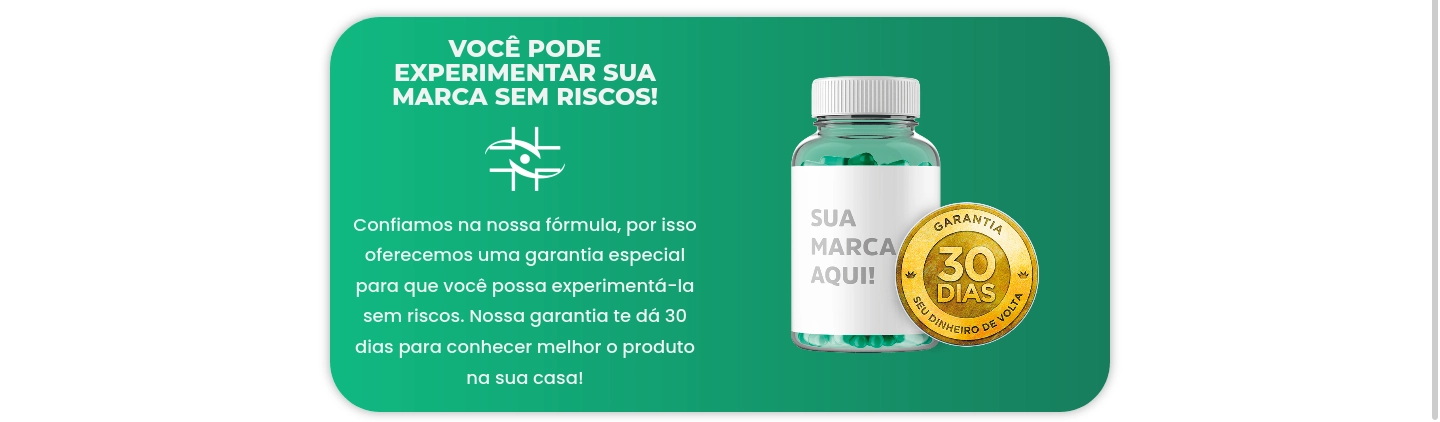 VOCÊ PODE
EXPERIMENTAR SUA
MARCA SEM RISCOS!
Confiamos na nossa fórmula, por isso
oferecemos uma garantia especial
para que você possa experimentá-la
sem riscos. Nossa garantia te dá 30
dias para conhecer melhor o produto
na sua casa!
SUA
MARCA
AQUI!
GARANTIA
30
DIAS
SEU DINHEIRO DE VOLTA